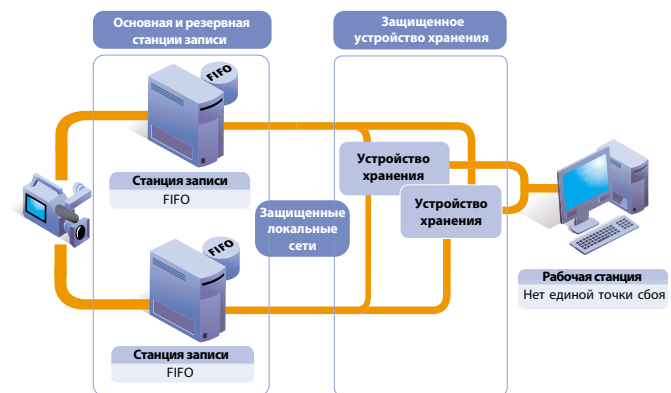 Основная и резервная
станции записи
Защищенное
устройство хранения
FIFO
Станция записи
FIFO
Устройство
хранения
Устройство
хранения
Защищенные
локальные
сети
FIFO
Станция записи
FIFO
Рабочая станция
Нет единой точки сбоя